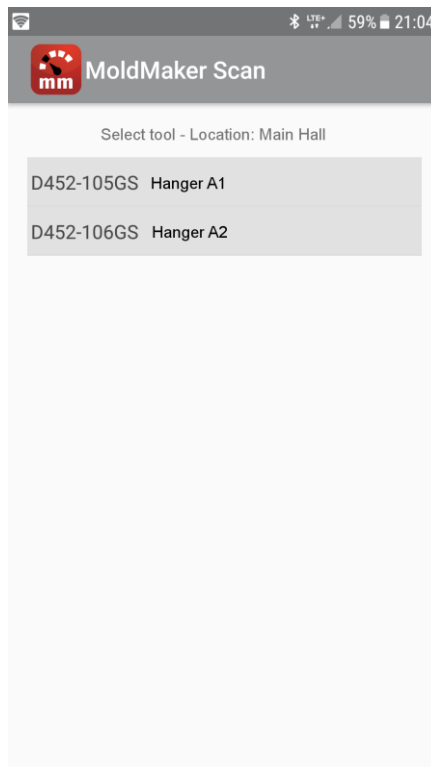 LTE+ 59% 21:04
mm MoldMaker Scan
Select tool - Location: Main Hall
D452-105GS Hanger A1
D452-106GS Hanger A2